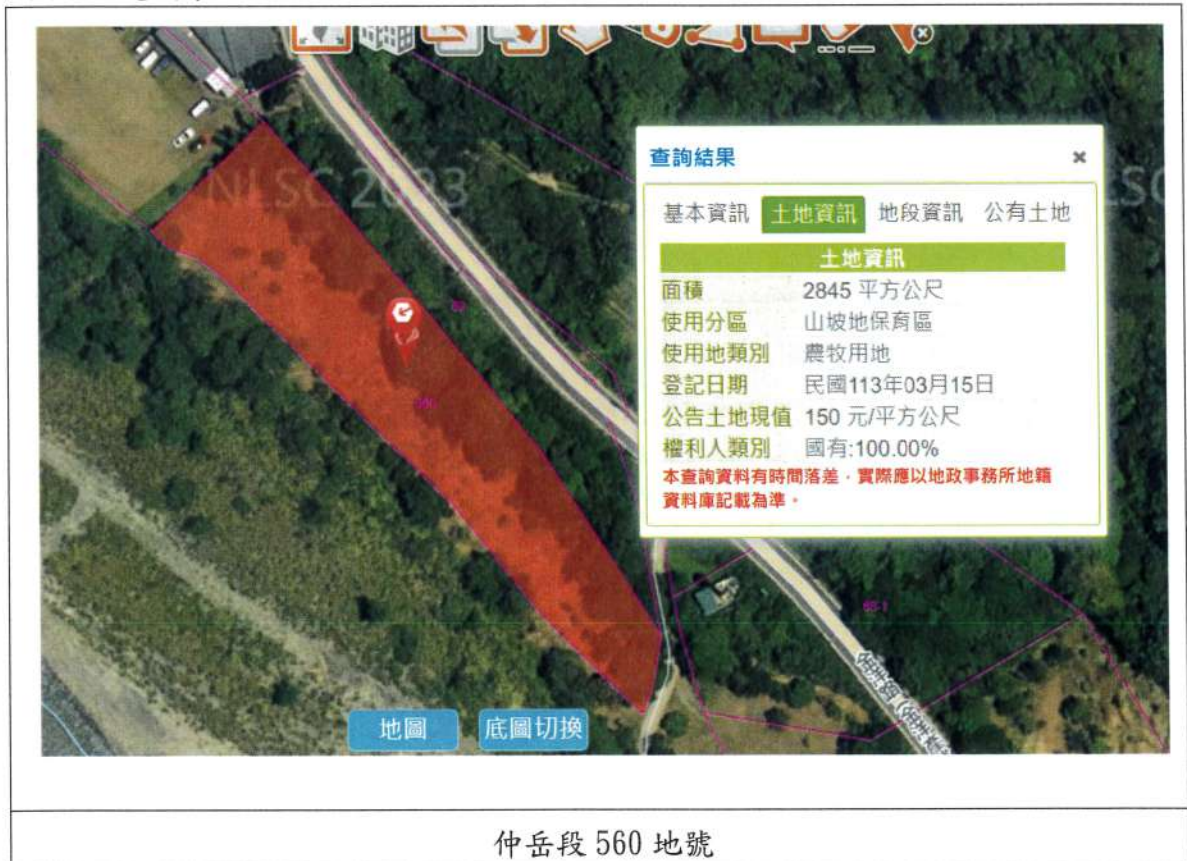 NLSC 2023
查詢結果
×
基本資訊 土地資訊 地段資訊 公有土地
土地資訊
面積 2845 平方公尺
使用分區 山坡地保育區
使用地類別 農牧用地
登記日期 民國113年03月15日
公告土地現值 150 元/平方公尺
權利人類別 國有:100.00%
本查詢資料有時間落差，實際應以地政事務所地籍
資料庫記載為準。
68-1
地圖 底圖切換
仲岳段 560 地號